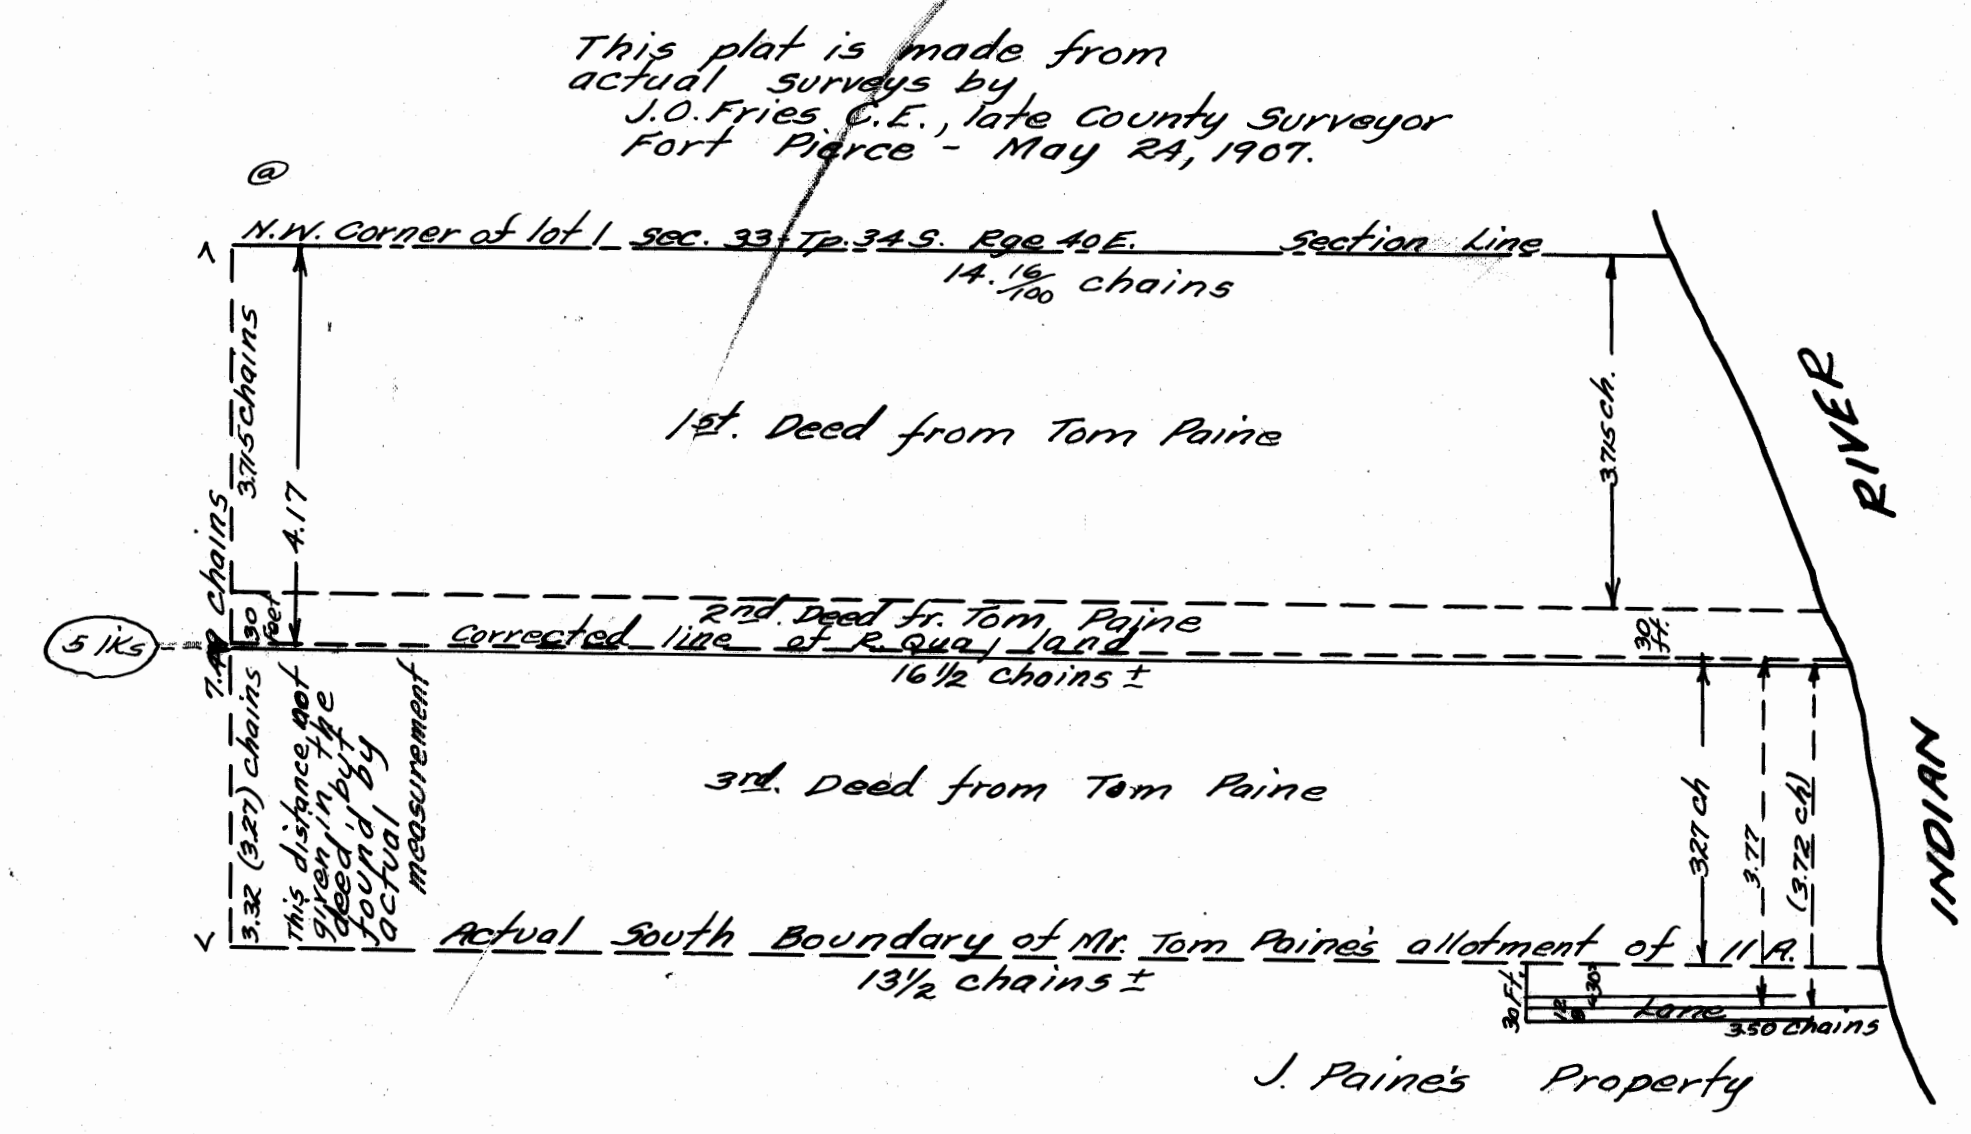 This plat is made from
actual surveys by
J.O. Fries C.E., late County Surveyor
Fort Pierce - May 24, 1907.
@
N.W. Corner of lot 1 sec. 33-Tp. 34 S. Rge 40 E. Section Line
14. 16/100 chains
3.715 chains
4.17
3.715 ch.
RIVER
1st. Deed from Tom Paine
7.49 chains
30 Feet
2nd. Deed fr. Tom Paine
Corrected line of R. Qua, land
30 ft.
5 lKs
16 1/2 chains ±
3.32 (3.27) chains
This distance not
given in the
deed, but
found by
actual
measurement
3rd. Deed from Tom Paine
3.27 ch
3.77
(3.72 ch)
INDIAN
Actual South Boundary of Mr. Tom Paine's allotment of 11 A.
13 1/2 chains ±
30 Ft.
430
12
Lane
3.50 chains
J. Paine's Property